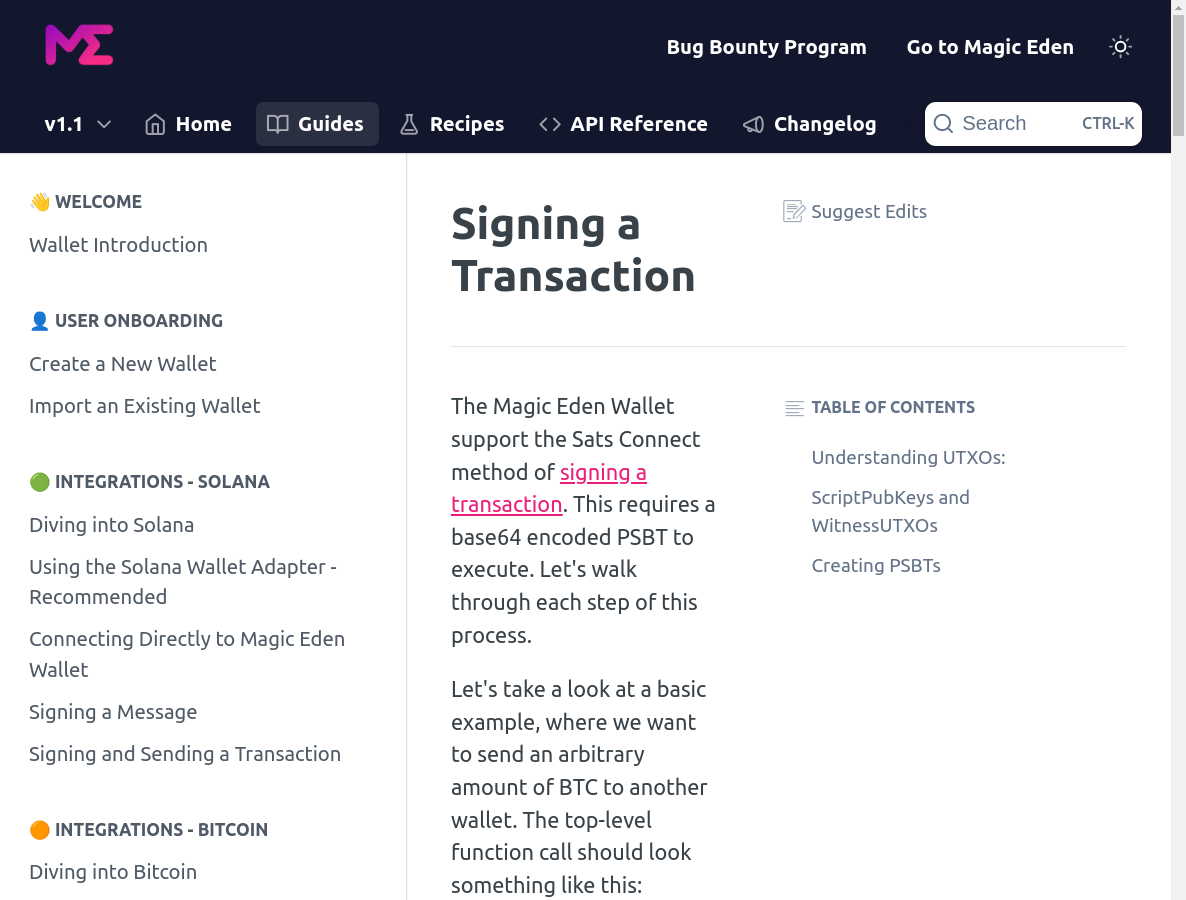 ME
Bug Bounty Program
Go to Magic Eden
v1.1
Home
Guides
Recipes
API Reference
Changelog
Search
CTRL-K
👋 WELCOME
Wallet Introduction
👤 USER ONBOARDING
Create a New Wallet
Import an Existing Wallet
🟢 INTEGRATIONS - SOLANA
Diving into Solana
Using the Solana Wallet Adapter -
Recommended
Connecting Directly to Magic Eden
Wallet
Signing a Message
Signing and Sending a Transaction
🟠 INTEGRATIONS - BITCOIN
Diving into Bitcoin
Signing a
Transaction
Suggest Edits
The Magic Eden Wallet
support the Sats Connect
method of signing a
transaction. This requires a
base64 encoded PSBT to
execute. Let's walk
through each step of this
process.
Let's take a look at a basic
example, where we want
to send an arbitrary
amount of BTC to another
wallet. The top-level
function call should look
something like this:
TABLE OF CONTENTS
Understanding UTXOs:
ScriptPubKeys and
WitnessUTXOs
Creating PSBTs